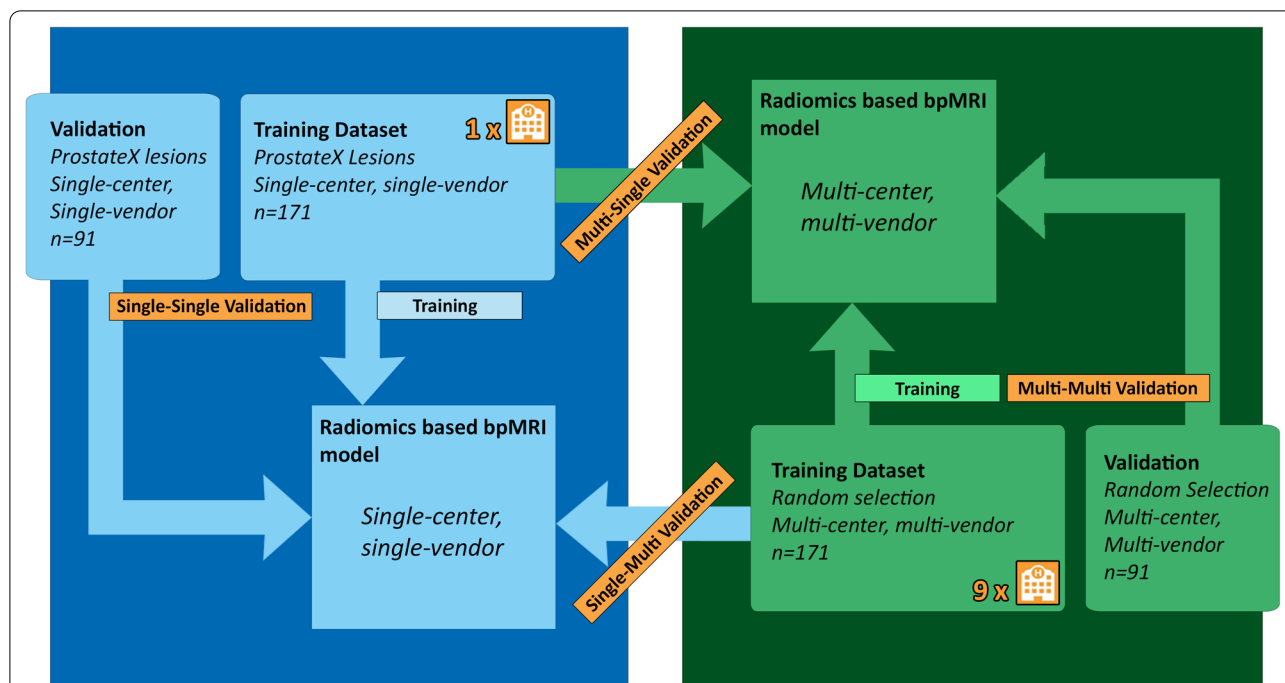 Validation
ProstateX lesions
Single-center,
Single-vendor
n=91
Training Dataset
ProstateX Lesions
Single-center, single-vendor
n=171
1 x
H
Single-Single Validation
Training
Radiomics based bpMRI
model
Single-center,
single-vendor
Multi-Single Validation
Single-Multi Validation
Radiomics based bpMRI
model
Multi-center,
multi-vendor
Training
Multi-Multi Validation
Training Dataset
Random selection
Multi-center, multi-vendor
n=171
9 x
H
Validation
Random Selection
Multi-center,
Multi-vendor
n=91